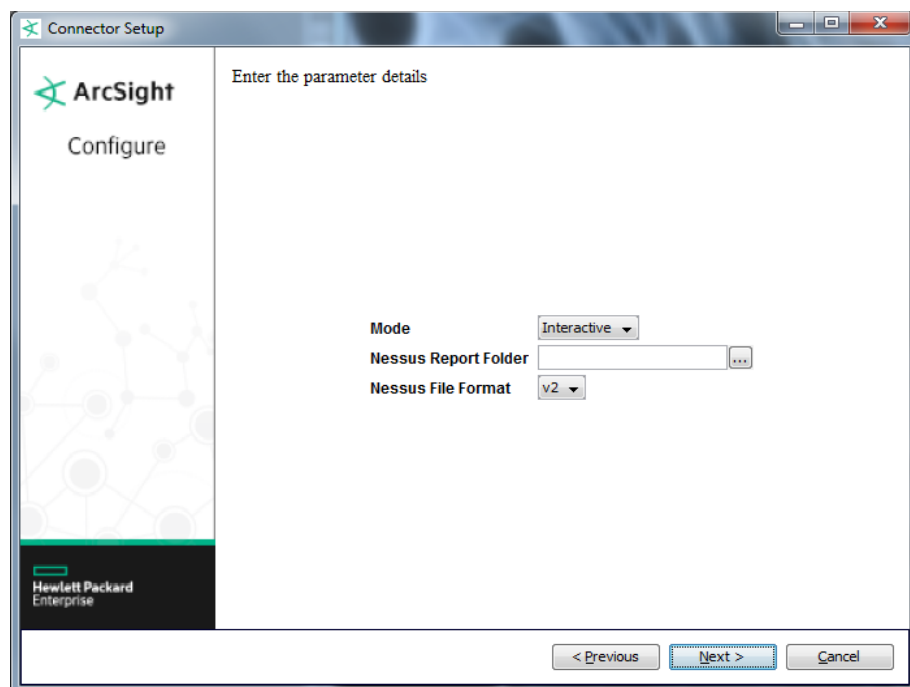 Connector Setup
ArcSight
Configure
Enter the parameter details
Mode Interactive
Nessus Report Folder ...
Nessus File Format v2
Hewlett Packard
Enterprise
< Previous Next > Cancel